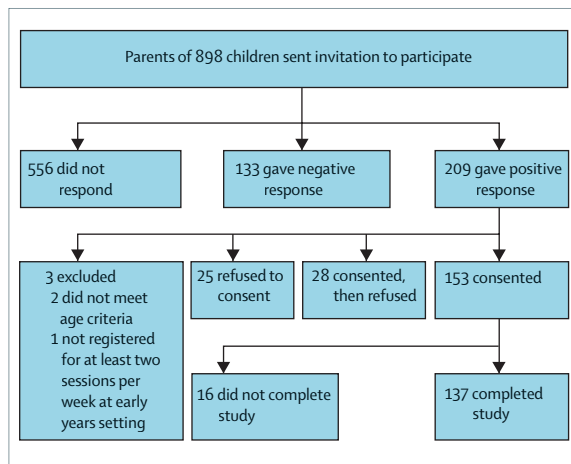 Parents of 898 children sent invitation to participate
556 did not
respond
133 gave negative
response
209 gave positive
response
3 excluded
2 did not meet
age criteria
1 not registered
for at least two
sessions per
week at early
years setting
25 refused to
consent
28 consented,
then refused
153 consented
16 did not complete
study
137 completed
study